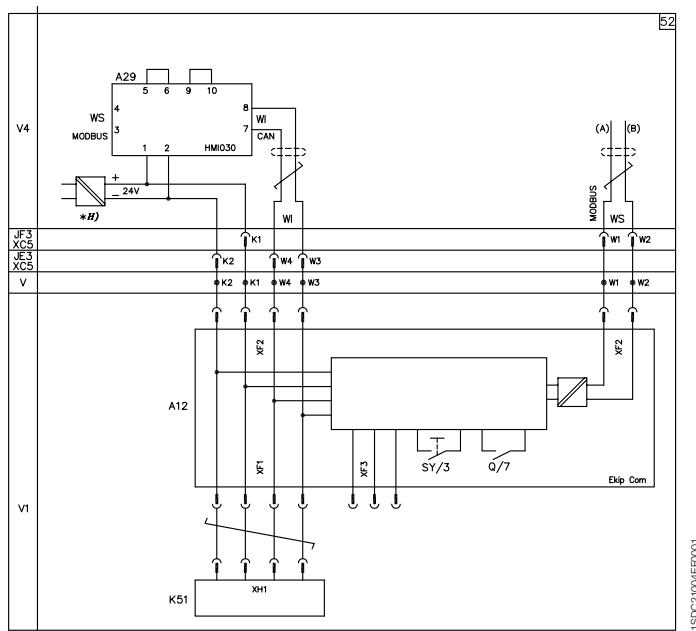 52
A29
5 6 9 10
4 8
WS WI
MODBUS 3 7 CAN
V4
1 2 HMI030
(A) (B)
+
24V
−
*H)
MODBUS
WI WS
JF3
XC5
K1 W1 W2
JE3
XC5
K2 W4 W3
V
K2 K1 W4 W3 W1 W2
XF2 XF2
A12
XF1 XF3
SY/3 Q/7
Ekip Com
V1
XH1
K51
1SDC21004EF0001